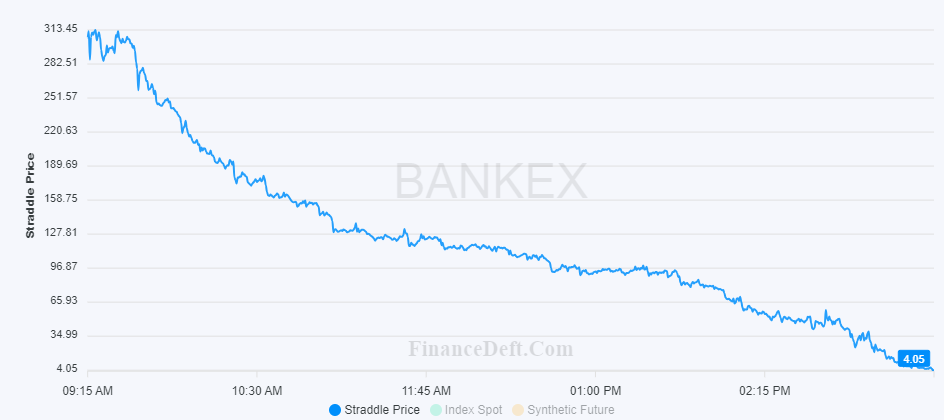 313.45
282.51
251.57
220.63
189.69
158.75
127.81
96.87
65.93
34.99
4.05
Straddle Price
BANKEX
FinanceDeft.Com
4.05
09:15 AM 10:30 AM 11:45 AM 01:00 PM 02:15 PM
Straddle Price Index Spot Synthetic Future